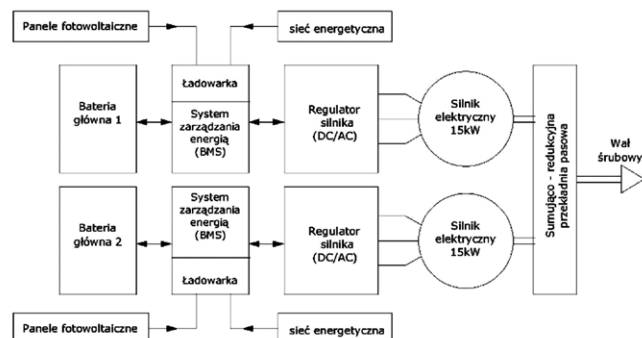 Panele fotowoltaiczne
sieć energetyczna
Bateria
główna 1
Ładowarka
System
zarządzania
energią
(BMS)
Regulator
silnika
(DC/AC)
Silnik
elektryczny
15kW
Sumująco - redukcyjna
przekładnia pasowa
Wał
śrubowy
Bateria
główna 2
System
zarządzania
energią
(BMS)
Ładowarka
Regulator
silnika
(DC/AC)
Silnik
elektryczny
15kW
Panele fotowoltaiczne
sieć energetyczna